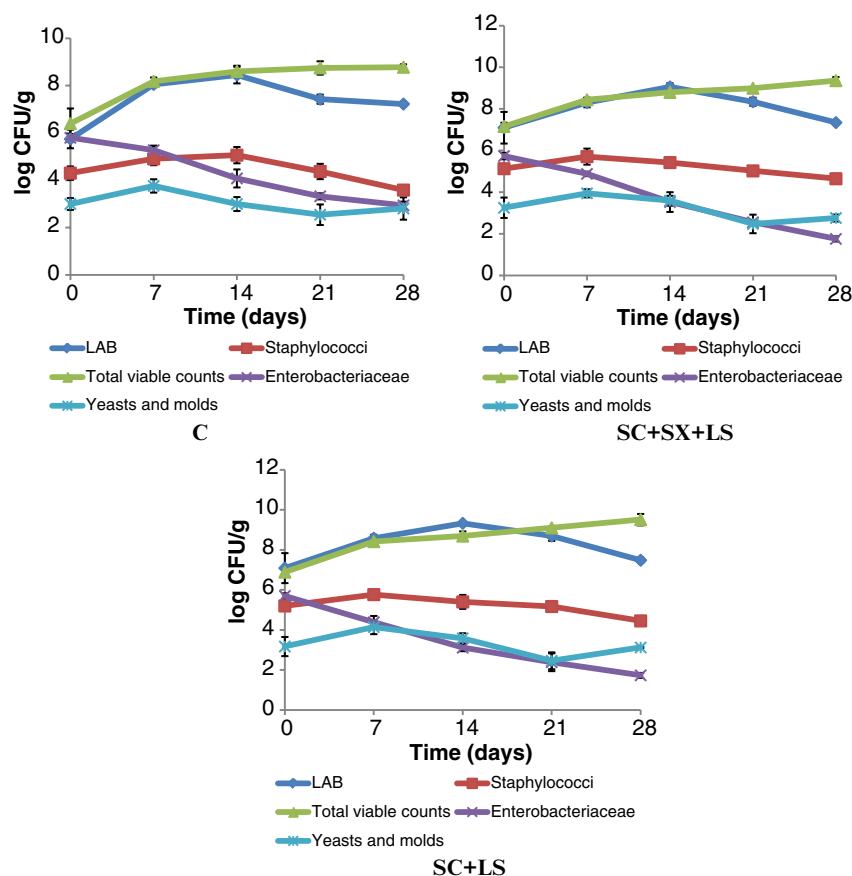 10
8
6
4
2
0
log CFU/g
0 7 14 21 28
Time (days)
LAB Staphylococci
Total viable counts Enterobacteriaceae
Yeasts and molds
C
12
10
8
6
4
2
0
log CFU/g
0 7 14 21 28
Time (days)
LAB Staphylococci
Total viable counts Enterobacteriaceae
Yeasts and molds
SC+SX+LS
12
10
8
6
4
2
0
log CFU/g
0 7 14 21 28
Time (days)
LAB Staphylococci
Total viable counts Enterobacteriaceae
Yeasts and molds
SC+LS